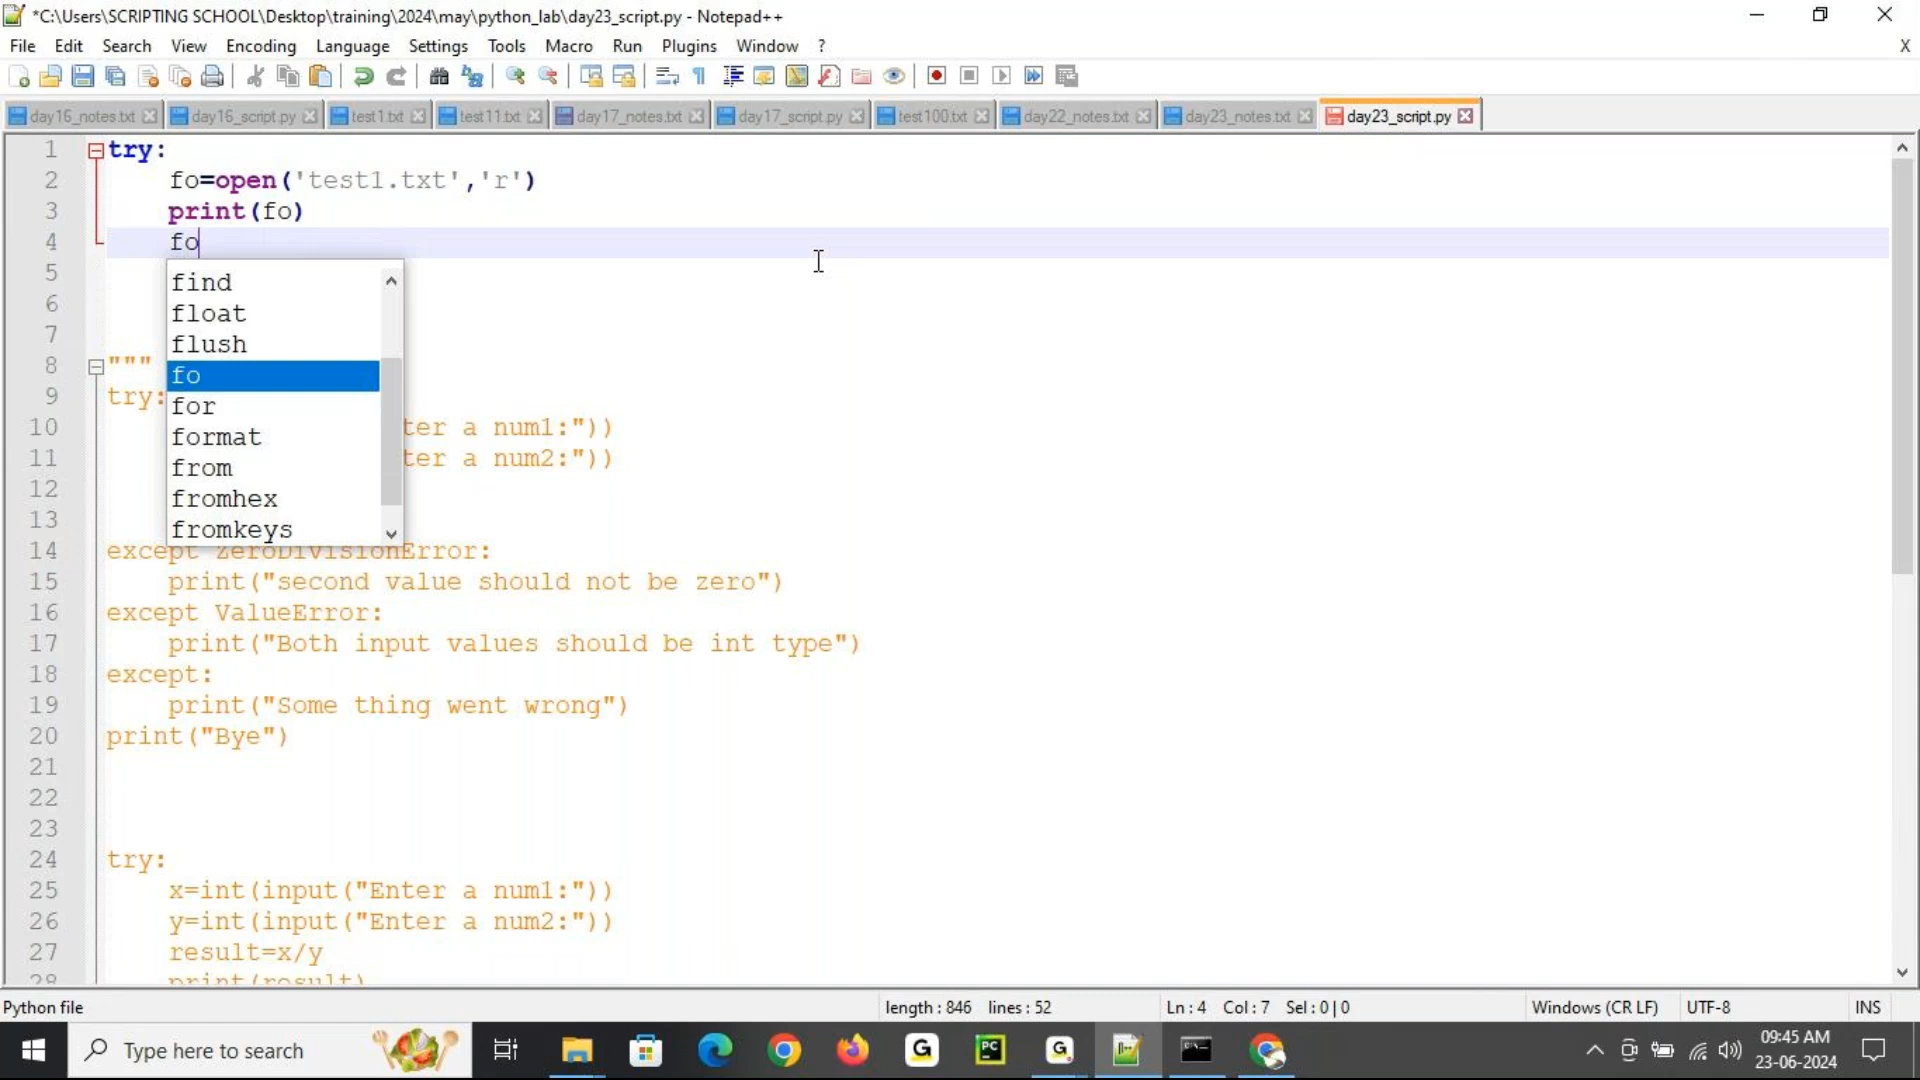 *C:\Users\SCRIPTING SCHOOL\Desktop\training\2024\may\python_lab\day23_script.py - Notepad++
File Edit Search View Encoding Language Settings Tools Macro Run Plugins Window ? X
day16_notes.txt day16_script.py test1.txt test11.txt day17_notes.txt day17_script.py test100.txt day22_notes.txt day23_notes.txt day23_script.py
1 try:
2 fo=open('test1.txt','r')
3 print(fo)
4 fo
5
6
7
8 """
9 try:
10 ter a num1:"))
11 ter a num2:"))
12
13
find
float
flush
fo
for
format
from
fromhex
fromkeys
14 except ZeroDivisionError:
15 print("second value should not be zero")
16 except ValueError:
17 print("Both input values should be int type")
18 except:
19 print("Some thing went wrong")
20 print("Bye")
21
22
23
24 try:
25 x=int(input("Enter a num1:"))
26 y=int(input("Enter a num2:"))
27 result=x/y
28 print(result)
Python file length : 846 lines : 52 Ln : 4 Col : 7 Sel : 0 | 0 Windows (CR LF) UTF-8 INS
Type here to search
09:45 AM
23-06-2024